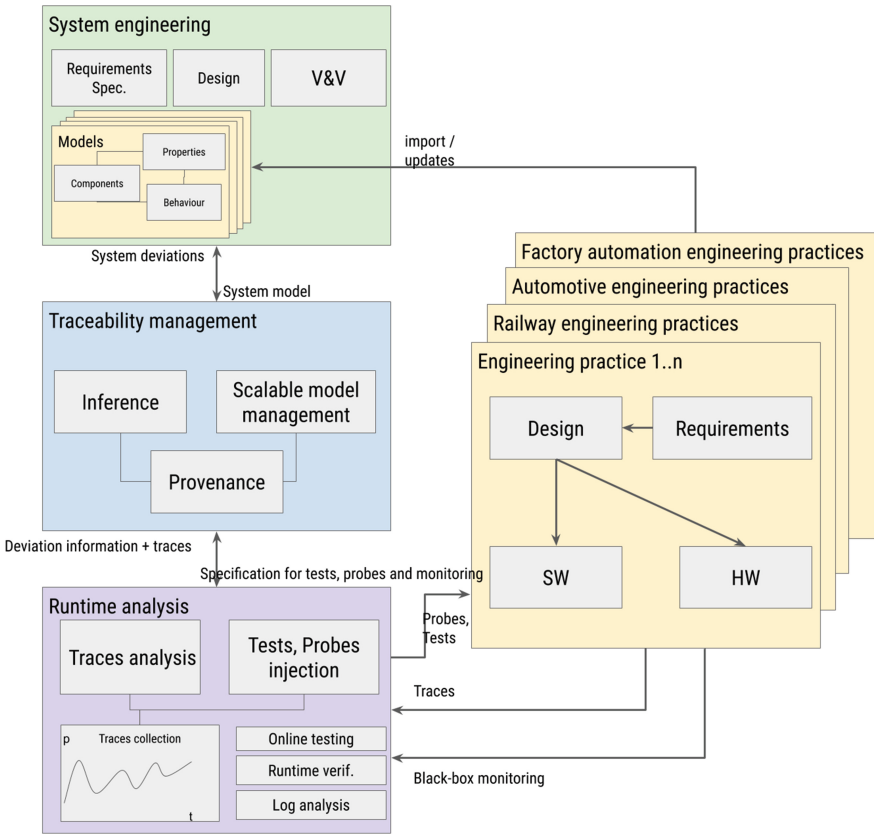 System engineering
Requirements
Spec.
Design
V&V
Models
Properties
Components
Behaviour
import /
updates
System deviations
System model
Factory automation engineering practices
Automotive engineering practices
Railway engineering practices
Engineering practice 1..n
Design
Requirements
SW
HW
Traceability management
Inference
Scalable model
management
Provenance
Deviation information + traces
Specification for tests, probes and monitoring
Runtime analysis
Traces analysis
Tests, Probes
injection
Probes,
Tests
Traces
p
Traces collection
t
Online testing
Runtime verif.
Log analysis
Black-box monitoring